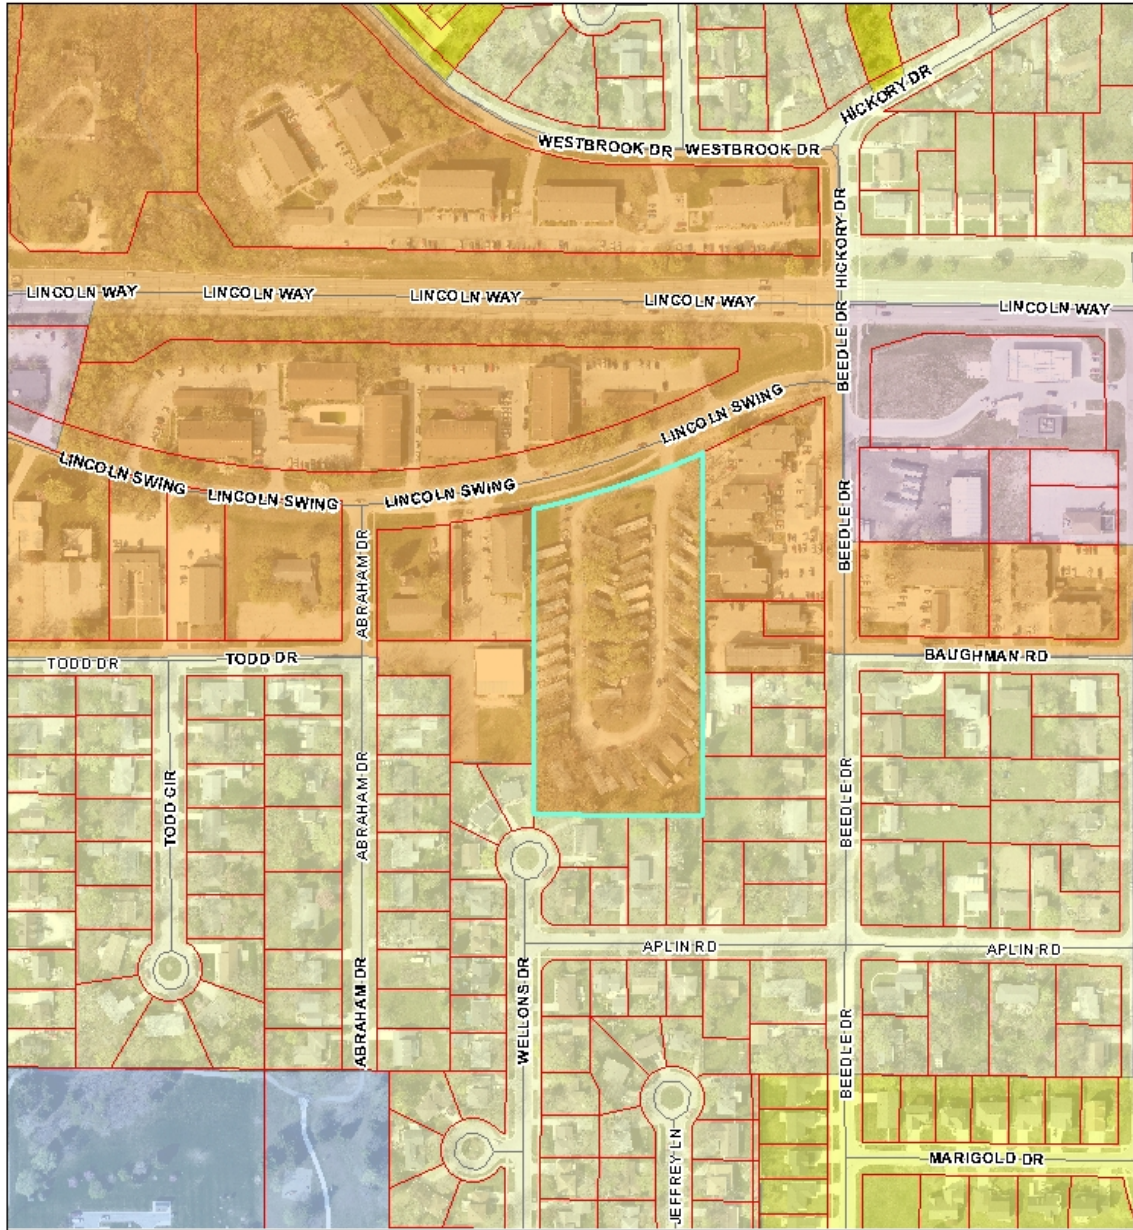 HICKORY DR
WESTBROOK DR
WESTBROOK DR
HICKORY DR
LINCOLN WAY
LINCOLN WAY
LINCOLN WAY
LINCOLN WAY
LINCOLN WAY
BEEDLE DR
LINCOLN SWING
LINCOLN SWING
LINCOLN SWING
LINCOLN SWING
BEEDLE DR
ABRAHAM DR
TODD DR
TODD DR
BAUGHMAN RD
TODD CIR
ABRAHAM DR
BEEDLE DR
APLIN RD
APLIN RD
ABRAHAM DR
WELLONS DR
BEEDLE DR
JEFFREY LN
MARIGOLD DR